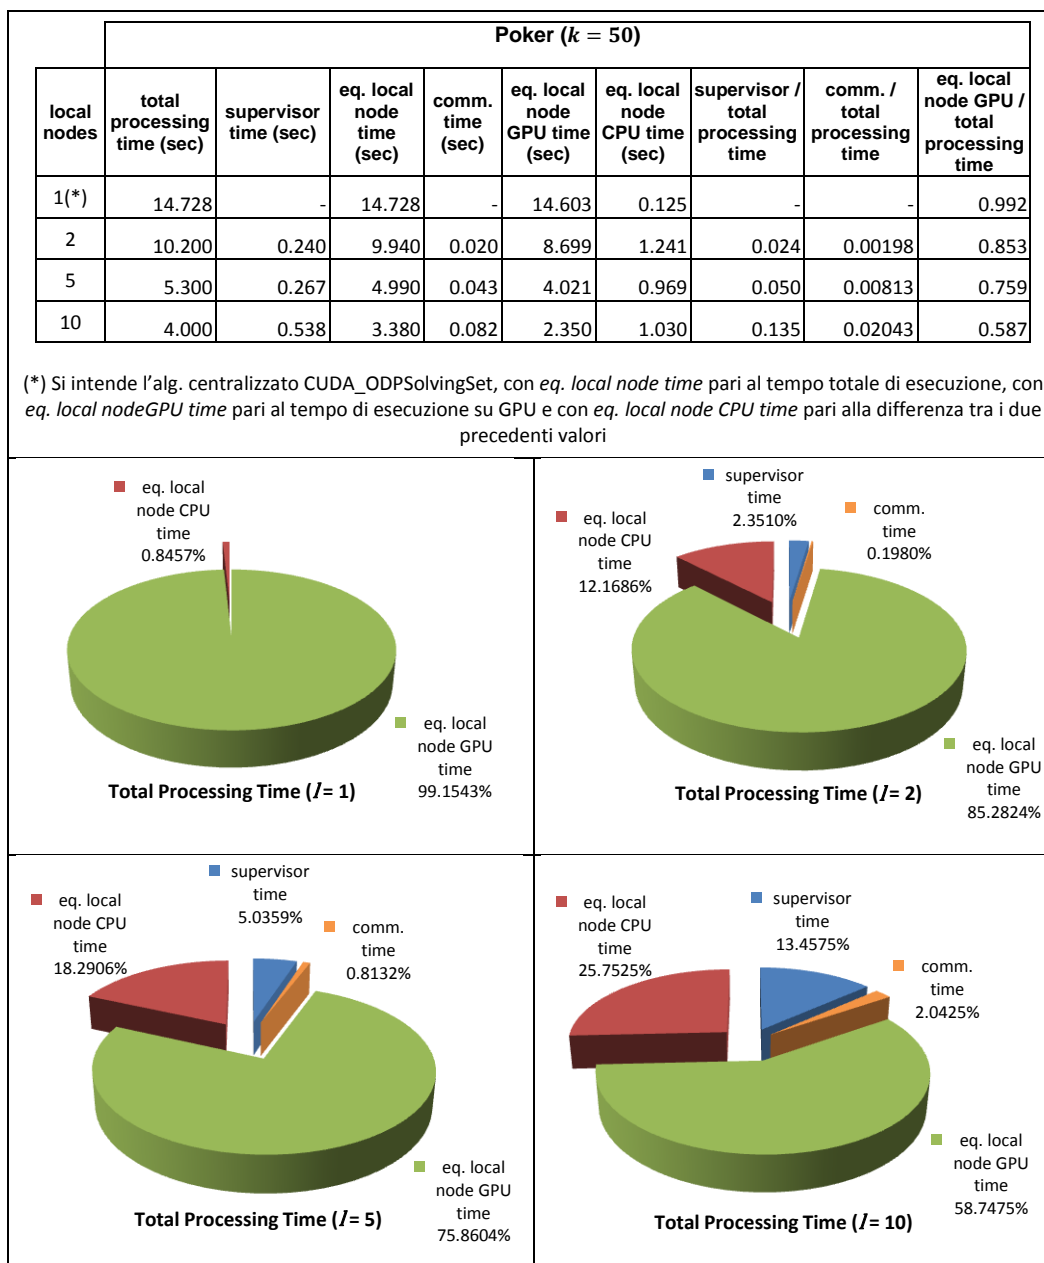 Poker (k = 50)
local nodes | total processing time (sec) | supervisor time (sec) | eq. local node time (sec) | comm. time (sec) | eq. local node GPU time (sec) | eq. local node CPU time (sec) | supervisor / total processing time | comm. / total processing time | eq. local node GPU / total processing time
1(*) | 14.728 | - | 14.728 | - | 14.603 | 0.125 | - | - | 0.992
2 | 10.200 | 0.240 | 9.940 | 0.020 | 8.699 | 1.241 | 0.024 | 0.00198 | 0.853
5 | 5.300 | 0.267 | 4.990 | 0.043 | 4.021 | 0.969 | 0.050 | 0.00813 | 0.759
10 | 4.000 | 0.538 | 3.380 | 0.082 | 2.350 | 1.030 | 0.135 | 0.02043 | 0.587
(*) Si intende l'alg. centralizzato CUDA_ODPSolvingSet, con eq. local node time pari al tempo totale di esecuzione, con
eq. local nodeGPU time pari al tempo di esecuzione su GPU e con eq. local node CPU time pari alla differenza tra i due
precedenti valori
eq. local
node CPU
time
0.8457%
eq. local
node GPU
time
99.1543%
Total Processing Time (l = 1)
supervisor
time
2.3510%
comm.
time
0.1980%
eq. local
node CPU
time
12.1686%
eq. local
node GPU
time
85.2824%
Total Processing Time (l = 2)
supervisor
time
5.0359%
eq. local
node CPU
time
18.2906%
comm.
time
0.8132%
eq. local
node GPU
time
75.8604%
Total Processing Time (l = 5)
supervisor
time
13.4575%
eq. local
node CPU
time
25.7525%
comm.
time
2.0425%
eq. local
node GPU
time
58.7475%
Total Processing Time (l = 10)